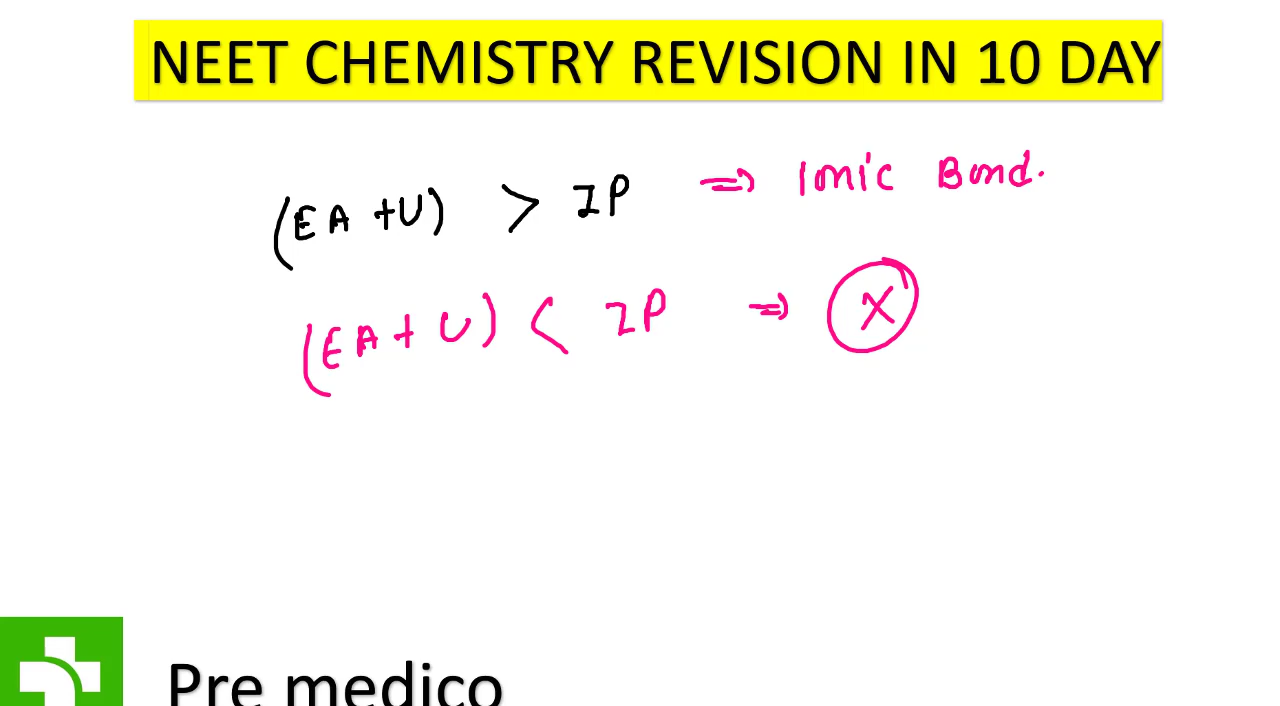 NEET CHEMISTRY REVISION IN 10 DAY
(EA +U) > IP ⇒ Ionic Bond.
(EA + U) < IP ⇒ X
Pre medico